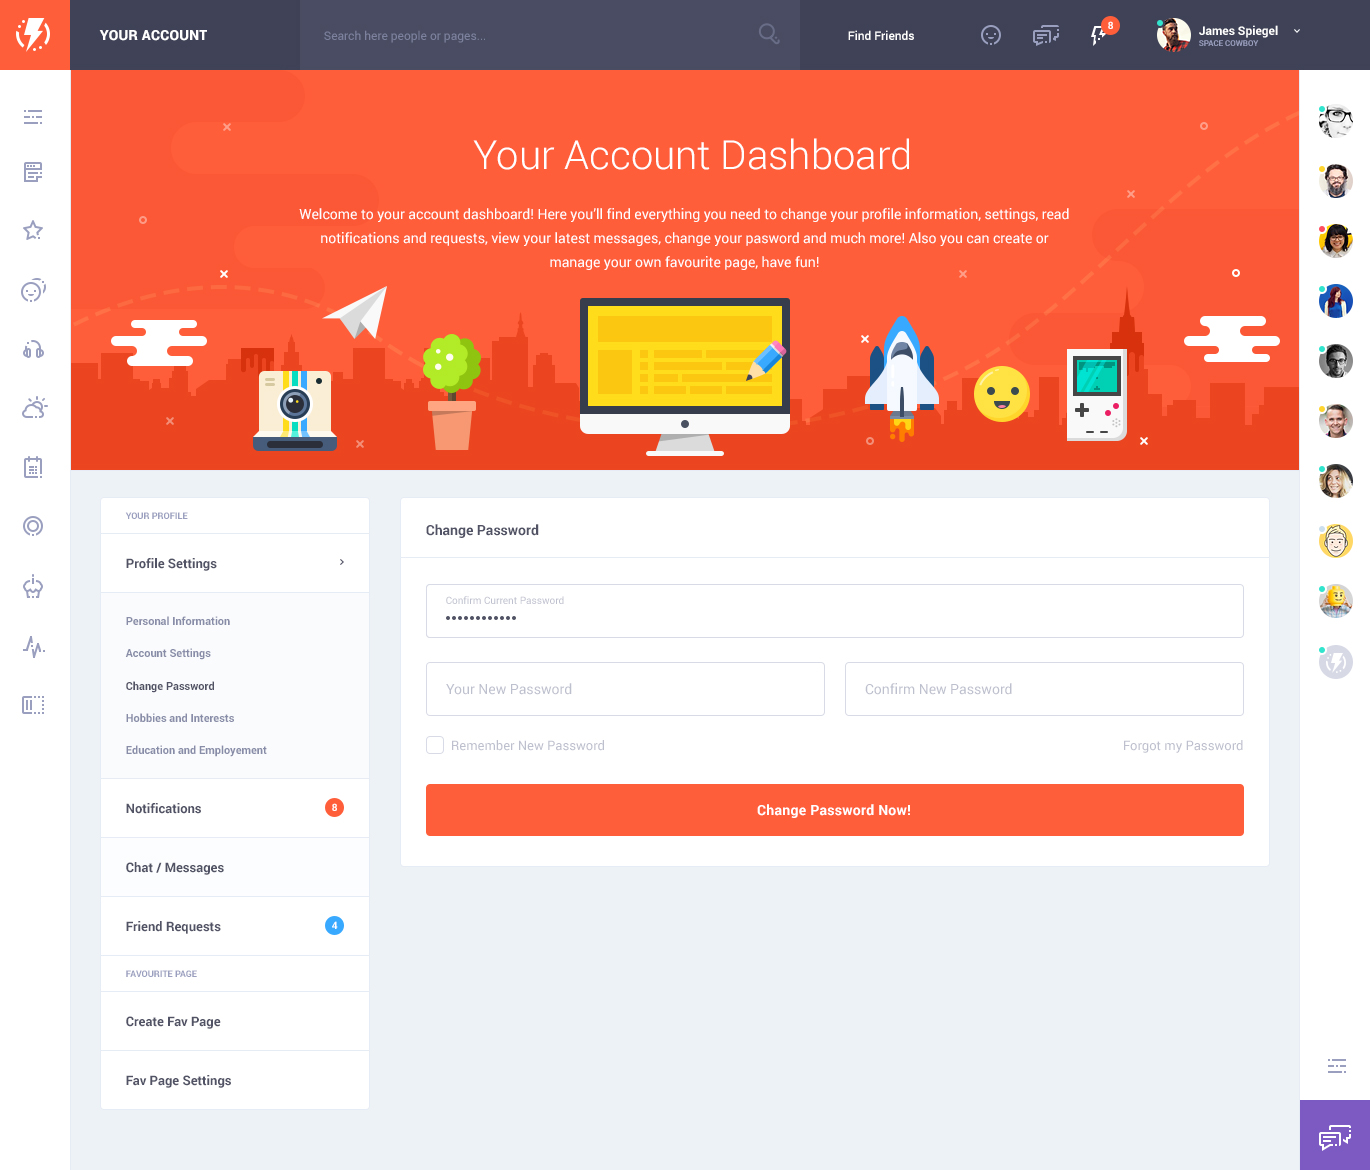 YOUR ACCOUNT
Search here people or pages...
Find Friends
8
James Spiegel
SPACE COWBOY
Your Account Dashboard
Welcome to your account dashboard! Here you'll find everything you need to change your profile information, settings, read
notifications and requests, view your latest messages, change your pasword and much more! Also you can create or
manage your own favourite page, have fun!
YOUR PROFILE
Profile Settings
Personal Information
Account Settings
Change Password
Hobbies and Interests
Education and Employement
Notifications 8
Chat / Messages
Friend Requests 4
FAVOURITE PAGE
Create Fav Page
Fav Page Settings
Change Password
Confirm Current Password
••••••••••••
Your New Password
Confirm New Password
Remember New Password
Forgot my Password
Change Password Now!